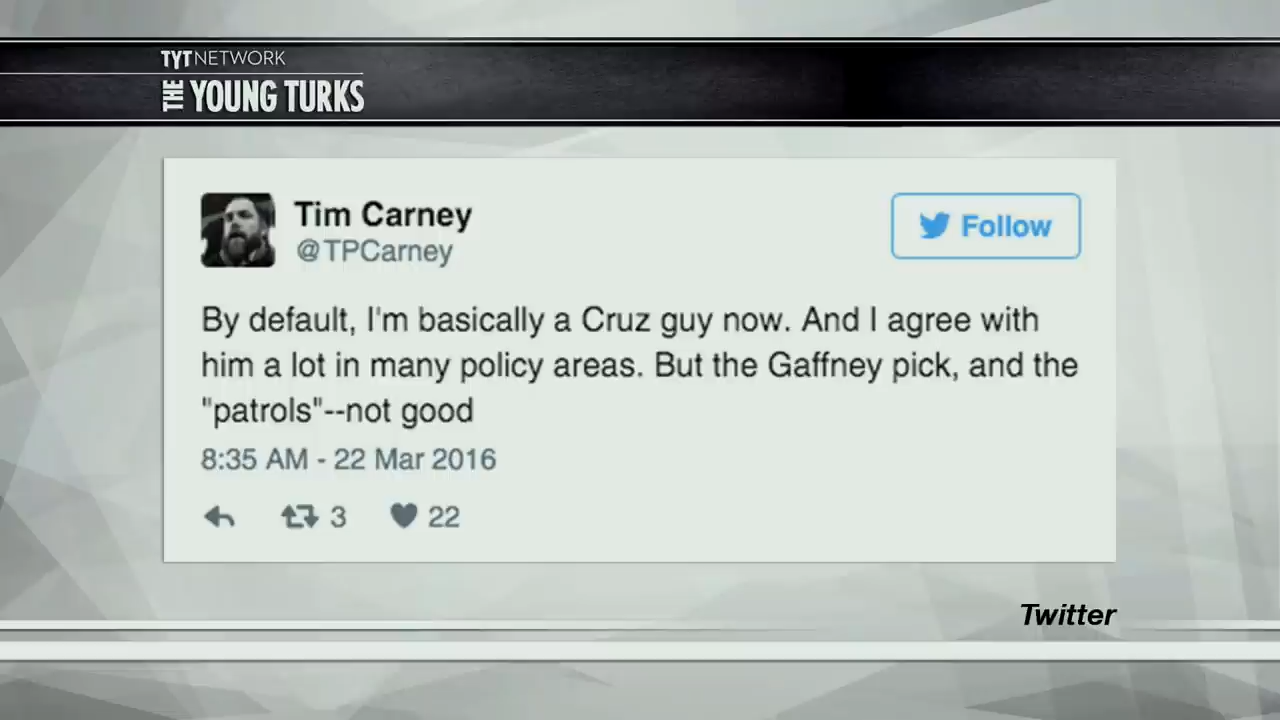 TYT NETWORK
THE YOUNG TURKS
Tim Carney
@TPCarney
Follow
By default, I'm basically a Cruz guy now. And I agree with
him a lot in many policy areas. But the Gaffney pick, and the
"patrols"--not good
8:35 AM - 22 Mar 2016
3 22
Twitter